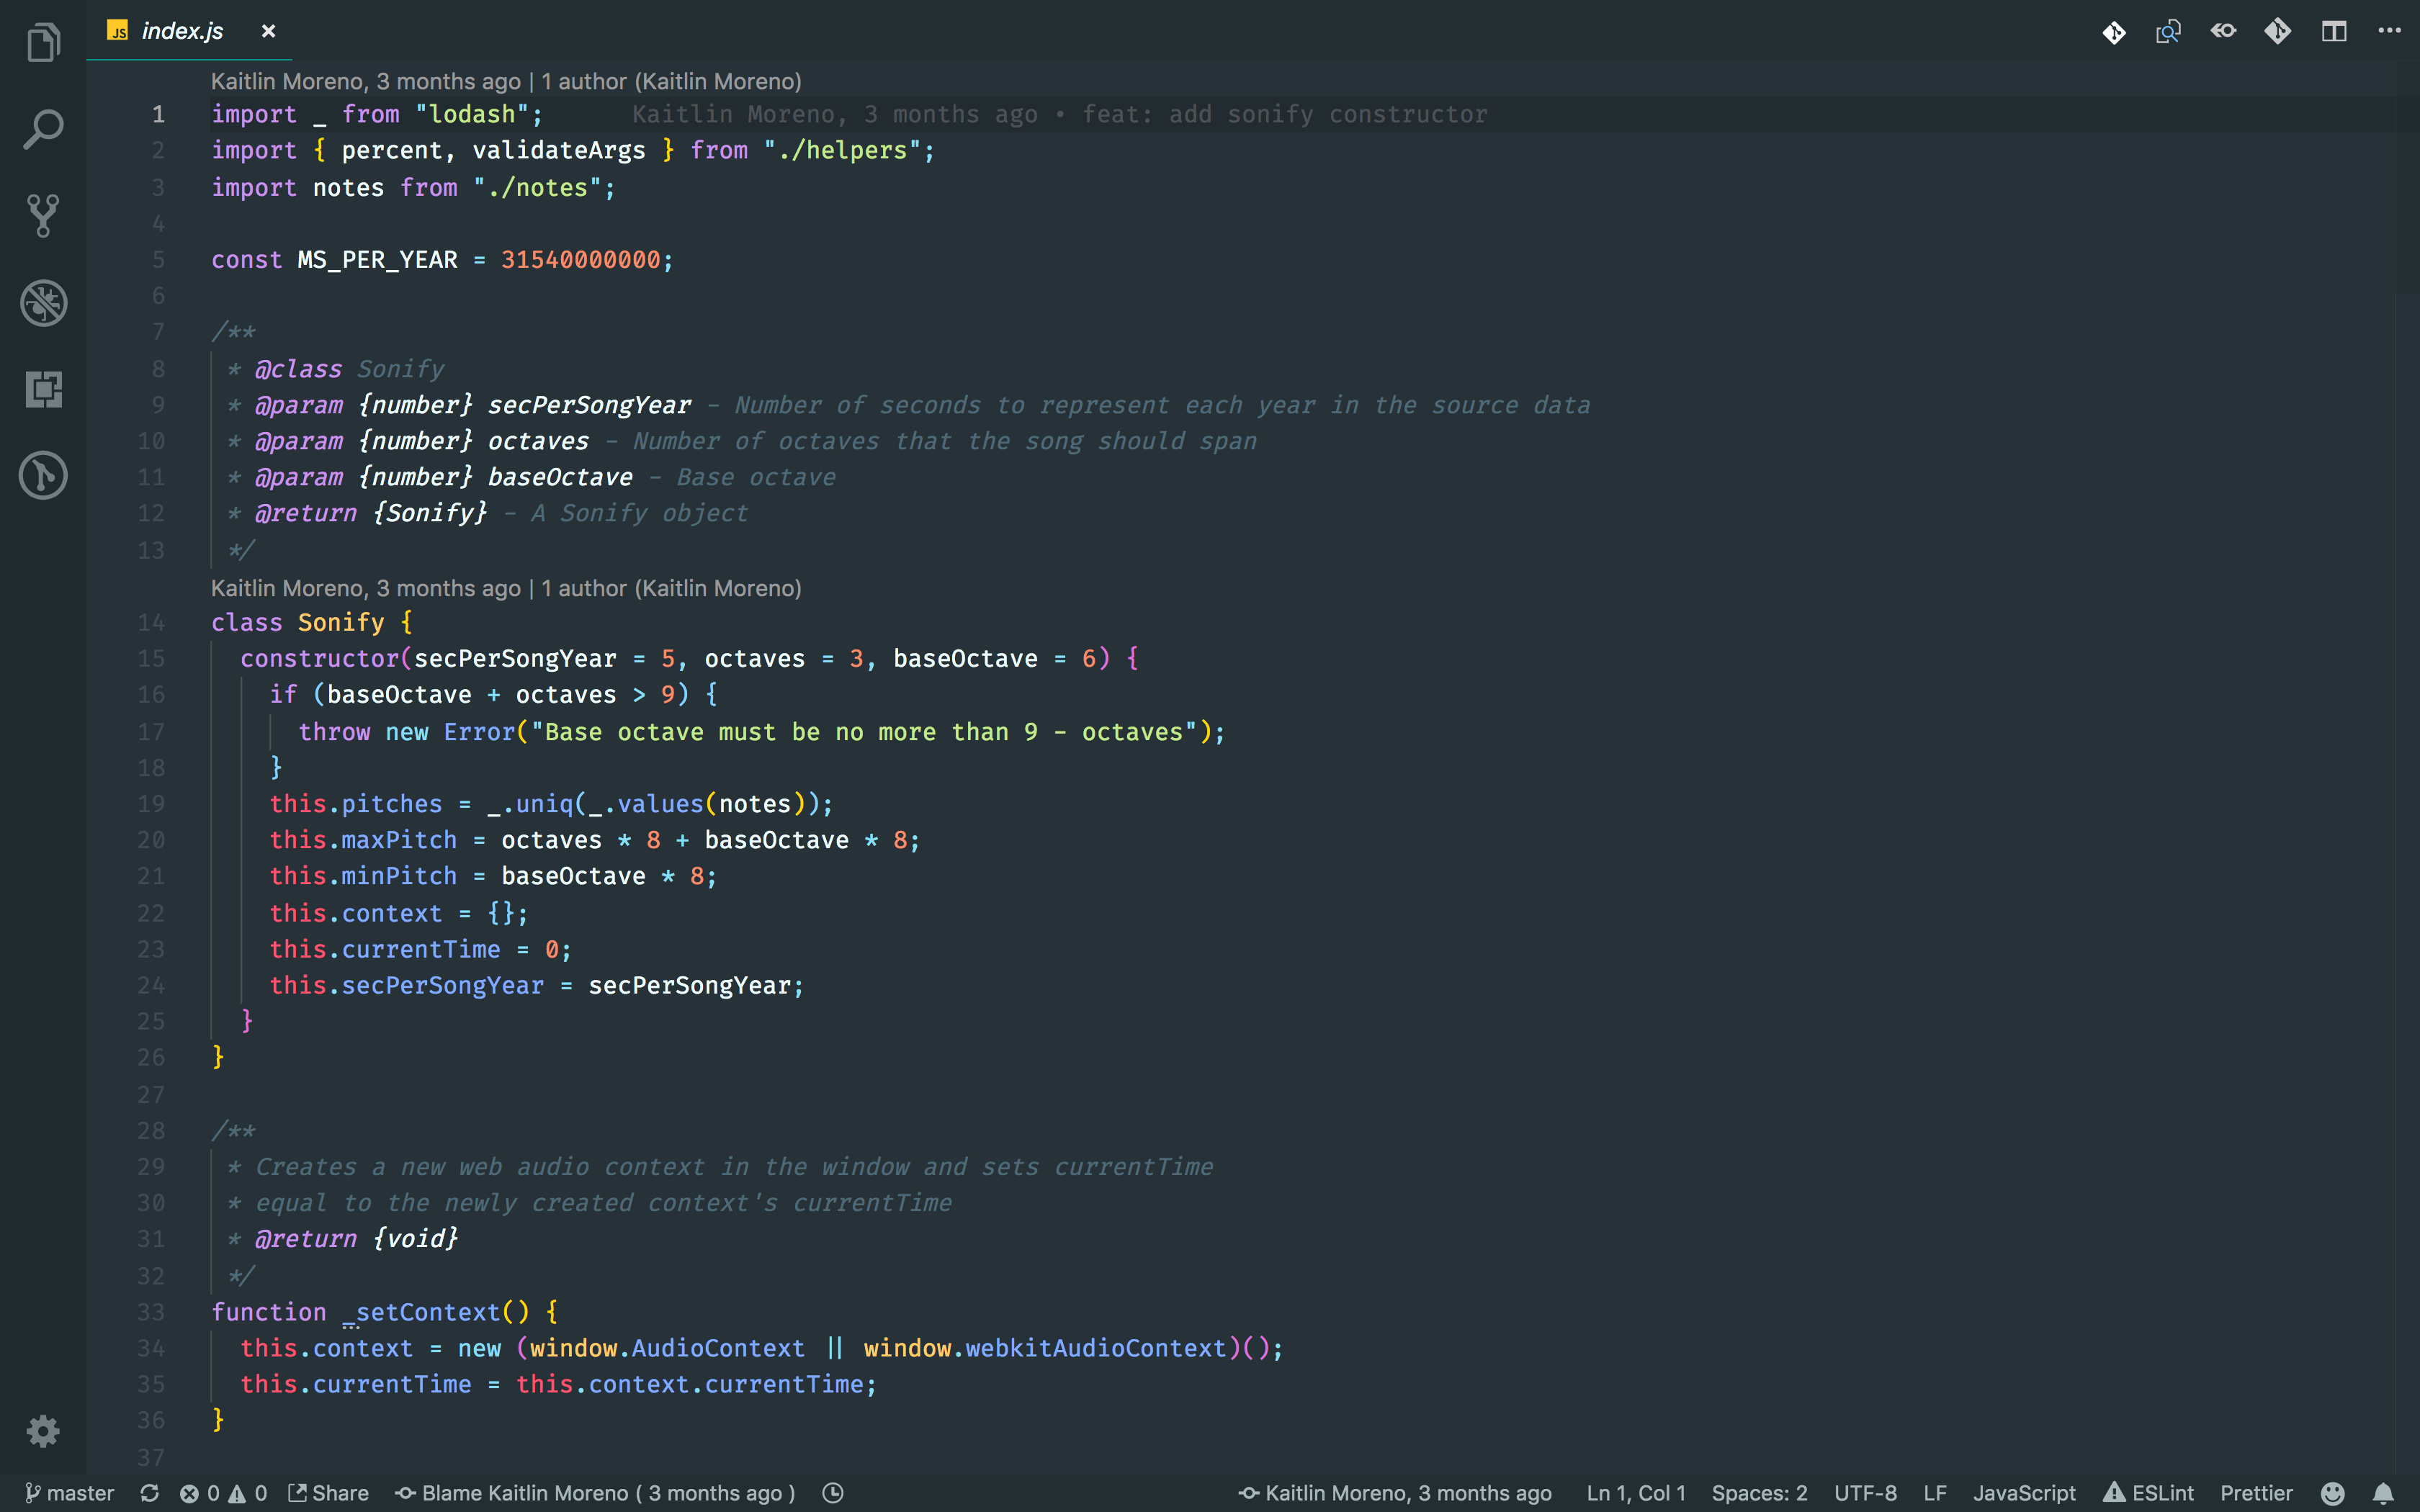 JS index.js ×
Kaitlin Moreno, 3 months ago | 1 author (Kaitlin Moreno)
1 import _ from "lodash"; Kaitlin Moreno, 3 months ago • feat: add sonify constructor
2 import { percent, validateArgs } from "./helpers";
3 import notes from "./notes";
4
5 const MS_PER_YEAR = 31540000000;
6
7 /**
8 * @class Sonify
9 * @param {number} secPerSongYear - Number of seconds to represent each year in the source data
10 * @param {number} octaves - Number of octaves that the song should span
11 * @param {number} baseOctave - Base octave
12 * @return {Sonify} - A Sonify object
13 */
Kaitlin Moreno, 3 months ago | 1 author (Kaitlin Moreno)
14 class Sonify {
15 constructor(secPerSongYear = 5, octaves = 3, baseOctave = 6) {
16 if (baseOctave + octaves > 9) {
17 throw new Error("Base octave must be no more than 9 - octaves");
18 }
19 this.pitches = _.uniq(_.values(notes));
20 this.maxPitch = octaves * 8 + baseOctave * 8;
21 this.minPitch = baseOctave * 8;
22 this.context = {};
23 this.currentTime = 0;
24 this.secPerSongYear = secPerSongYear;
25 }
26 }
27
28 /**
29 * Creates a new web audio context in the window and sets currentTime
30 * equal to the newly created context's currentTime
31 * @return {void}
32 */
33 function _setContext() {
34 this.context = new (window.AudioContext || window.webkitAudioContext)();
35 this.currentTime = this.context.currentTime;
36 }
37
master 0 0 Share Blame Kaitlin Moreno ( 3 months ago ) Kaitlin Moreno, 3 months ago Ln 1, Col 1 Spaces: 2 UTF-8 LF JavaScript ESLint Prettier